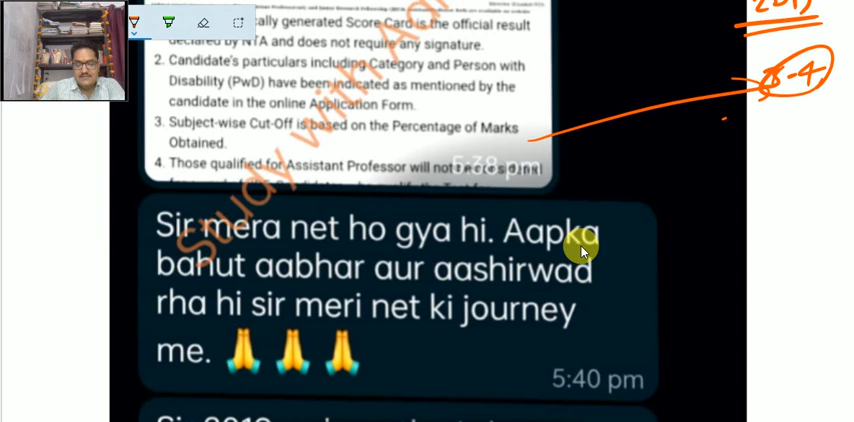 cally generated Score Card is the official result
declared by NTA and does not require any signature.
2. Candidate's particulars including Category and Person with
Disability (PwD) have been indicated as mentioned by the
candidate in the online Application Form.
3. Subject-wise Cut-Off is based on the Percentage of Marks
Obtained.
4. Those qualified for Assistant Professor will not
5:38 pm
Study with
Sir mera net ho gya hi. Aapka
bahut aabhar aur aashirwad
rha hi sir meri net ki journey
me. 🙏 🙏 🙏
5:40 pm